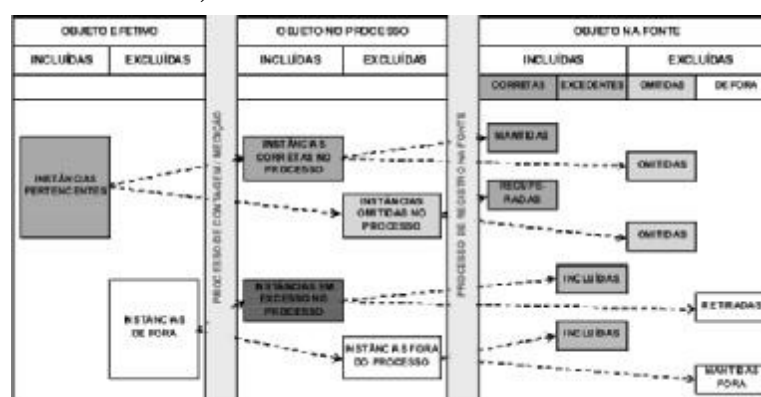 OBJETO EFETIVO
OBJETO NO PROCESSO
OBJETO NA FONTE
INCLUÍDAS
EXCLUÍDAS
INCLUÍDAS
EXCLUÍDAS
INCLUÍDAS
EXCLUÍDAS
CORRETAS
EXCEDENTES
OMITIDAS
DE FORA
PROCESSO DE CONTAGEM / MEDIÇÃO
PROCESSO DE REGISTRO NA FONTE
INSTÂNCIAS
PERTENCENTES
INSTÂNCIAS
CORRETAS NO
PROCESSO
MANTIDAS
OMITIDAS
INSTÂNCIAS
OMITIDAS NO
PROCESSO
RECUPE-
RADAS
OMITIDAS
INSTÂNCIAS
DE FORA
INSTÂNCIAS EM
EXCESSO NO
PROCESSO
INCLUÍDAS
RETIRADAS
INSTÂNCIAS FORA
DO PROCESSO
INCLUÍDAS
MANTIDAS
FORA